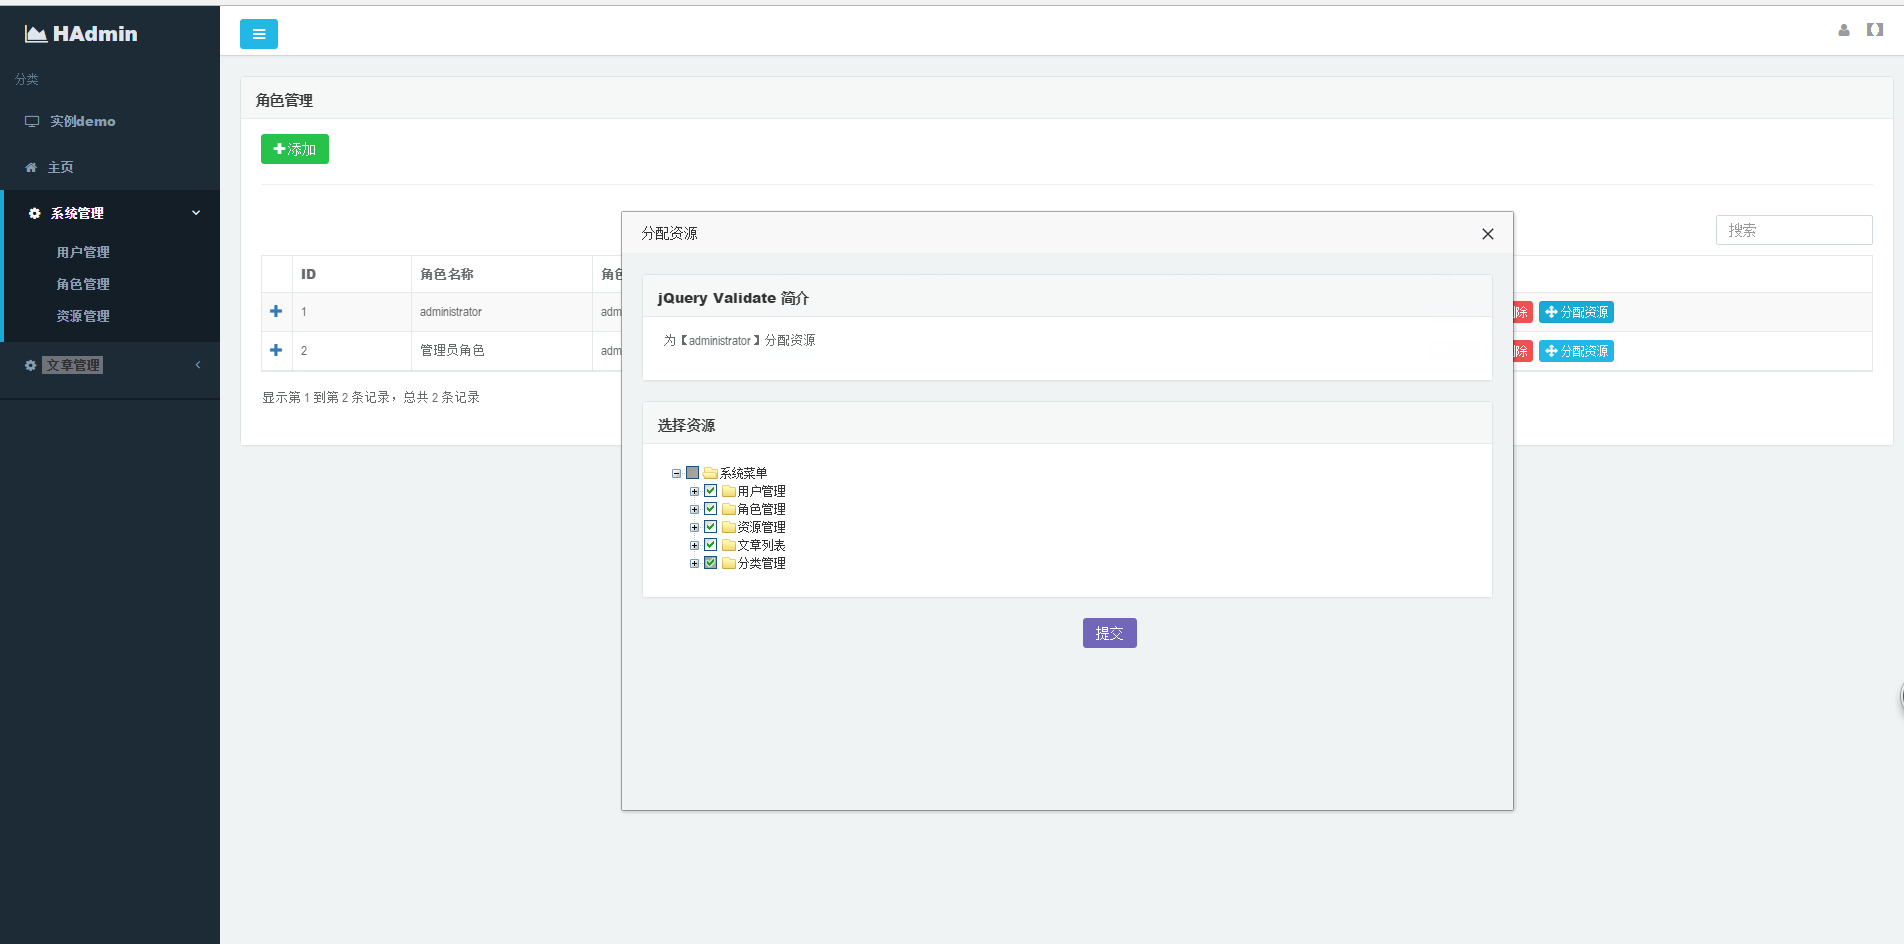 HAdmin
分类
实例demo
主页
系统管理
用户管理
角色管理
资源管理
文章管理
角色管理
添加
搜索
ID 角色名称 角色
1 administrator adm 除 分配资源
2 管理员角色 adm 除 分配资源
显示第 1 到第 2 条记录，总共 2 条记录
分配资源
jQuery Validate 简介
为【administrator】分配资源
选择资源
系统菜单
用户管理
角色管理
资源管理
文章列表
分类管理
提交